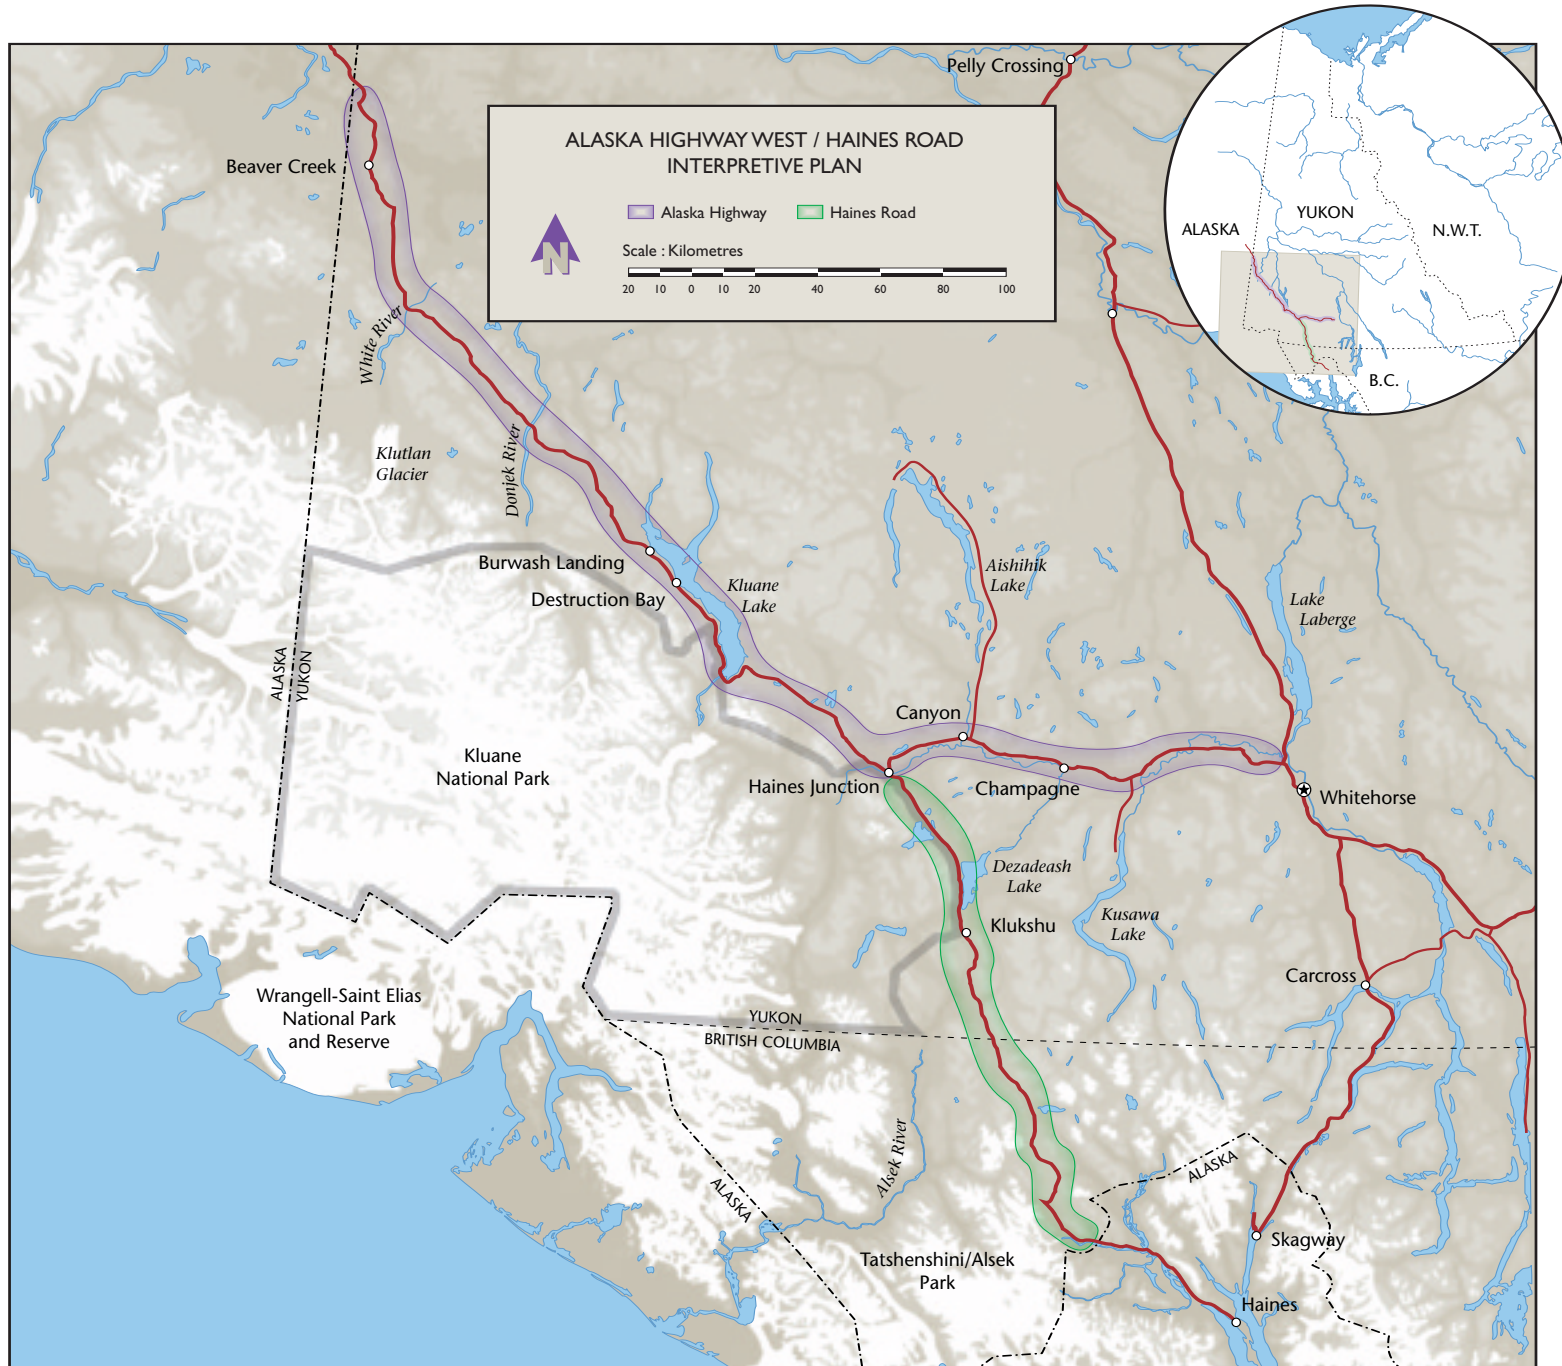 Pelly Crossing
ALASKA HIGHWAY WEST / HAINES ROAD
INTERPRETIVE PLAN
Alaska Highway
Haines Road
N
Scale : Kilometres
20 10 0 10 20 40 60 80 100
YUKON
ALASKA
N.W.T.
B.C.
Beaver Creek
White River
Klutlan
Glacier
Donjek River
Burwash Landing
Destruction Bay
Kluane
Lake
Aishihik
Lake
Lake
Laberge
ALASKA
YUKON
Canyon
Kluane
National Park
Haines Junction
Champagne
Whitehorse
Dezadeash
Lake
Klukshu
Kusawa
Lake
Carcross
Wrangell-Saint Elias
National Park
and Reserve
YUKON
BRITISH COLUMBIA
Alsek River
ALASKA
ALASKA
Tatshenshini/Alsek
Park
Skagway
Haines